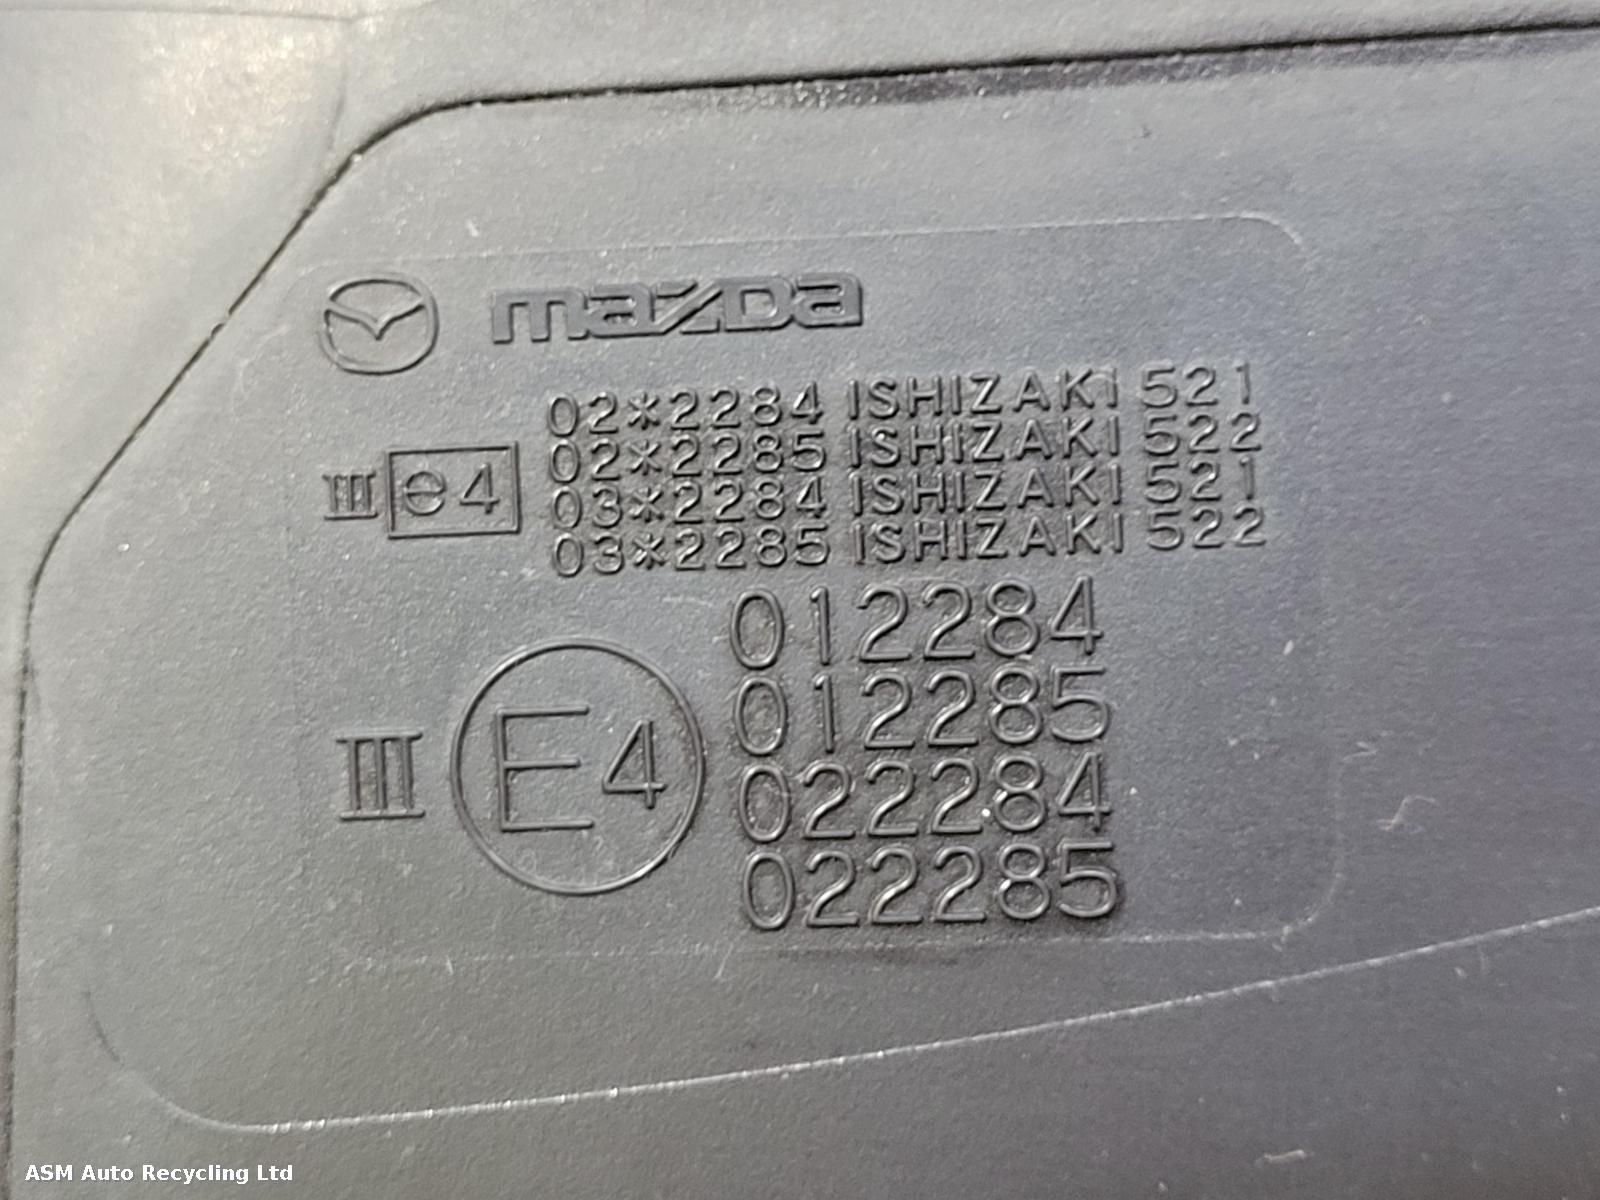 mazda
02*2284 ISHIZAKI 521
02*2285 ISHIZAKI 522
III e4
03*2284 ISHIZAKI 521
03*2285 ISHIZAKI 522
012284
012285
III E4
022284
022285
ASM Auto Recycling Ltd